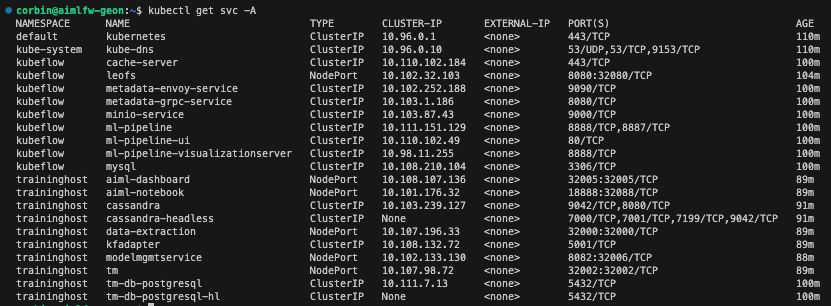 corbin@aimlfw-geon:~$ kubectl get svc -A
NAMESPACE NAME TYPE CLUSTER-IP EXTERNAL-IP PORT(S) AGE
default kubernetes ClusterIP 10.96.0.1 <none> 443/TCP 110m
kube-system kube-dns ClusterIP 10.96.0.10 <none> 53/UDP,53/TCP,9153/TCP 110m
kubeflow cache-server ClusterIP 10.110.102.184 <none> 443/TCP 100m
kubeflow leofs NodePort 10.102.32.103 <none> 8080:32080/TCP 104m
kubeflow metadata-envoy-service ClusterIP 10.102.252.188 <none> 9090/TCP 100m
kubeflow metadata-grpc-service ClusterIP 10.103.1.186 <none> 8080/TCP 100m
kubeflow minio-service ClusterIP 10.103.87.43 <none> 9000/TCP 100m
kubeflow ml-pipeline ClusterIP 10.111.151.129 <none> 8888/TCP,8887/TCP 100m
kubeflow ml-pipeline-ui ClusterIP 10.110.102.49 <none> 80/TCP 100m
kubeflow ml-pipeline-visualizationserver ClusterIP 10.98.11.255 <none> 8888/TCP 100m
kubeflow mysql ClusterIP 10.108.210.104 <none> 3306/TCP 100m
traininghost aiml-dashboard NodePort 10.108.107.136 <none> 32005:32005/TCP 89m
traininghost aiml-notebook NodePort 10.101.176.32 <none> 18888:32088/TCP 89m
traininghost cassandra ClusterIP 10.103.239.127 <none> 9042/TCP,8080/TCP 91m
traininghost cassandra-headless ClusterIP None <none> 7000/TCP,7001/TCP,7199/TCP,9042/TCP 91m
traininghost data-extraction NodePort 10.107.196.33 <none> 32000:32000/TCP 89m
traininghost kfadapter ClusterIP 10.108.132.72 <none> 5001/TCP 89m
traininghost modelmgmtservice NodePort 10.102.133.130 <none> 8082:32006/TCP 88m
traininghost tm NodePort 10.107.98.72 <none> 32002:32002/TCP 89m
traininghost tm-db-postgresql ClusterIP 10.111.7.13 <none> 5432/TCP 100m
traininghost tm-db-postgresql-hl ClusterIP None <none> 5432/TCP 100m